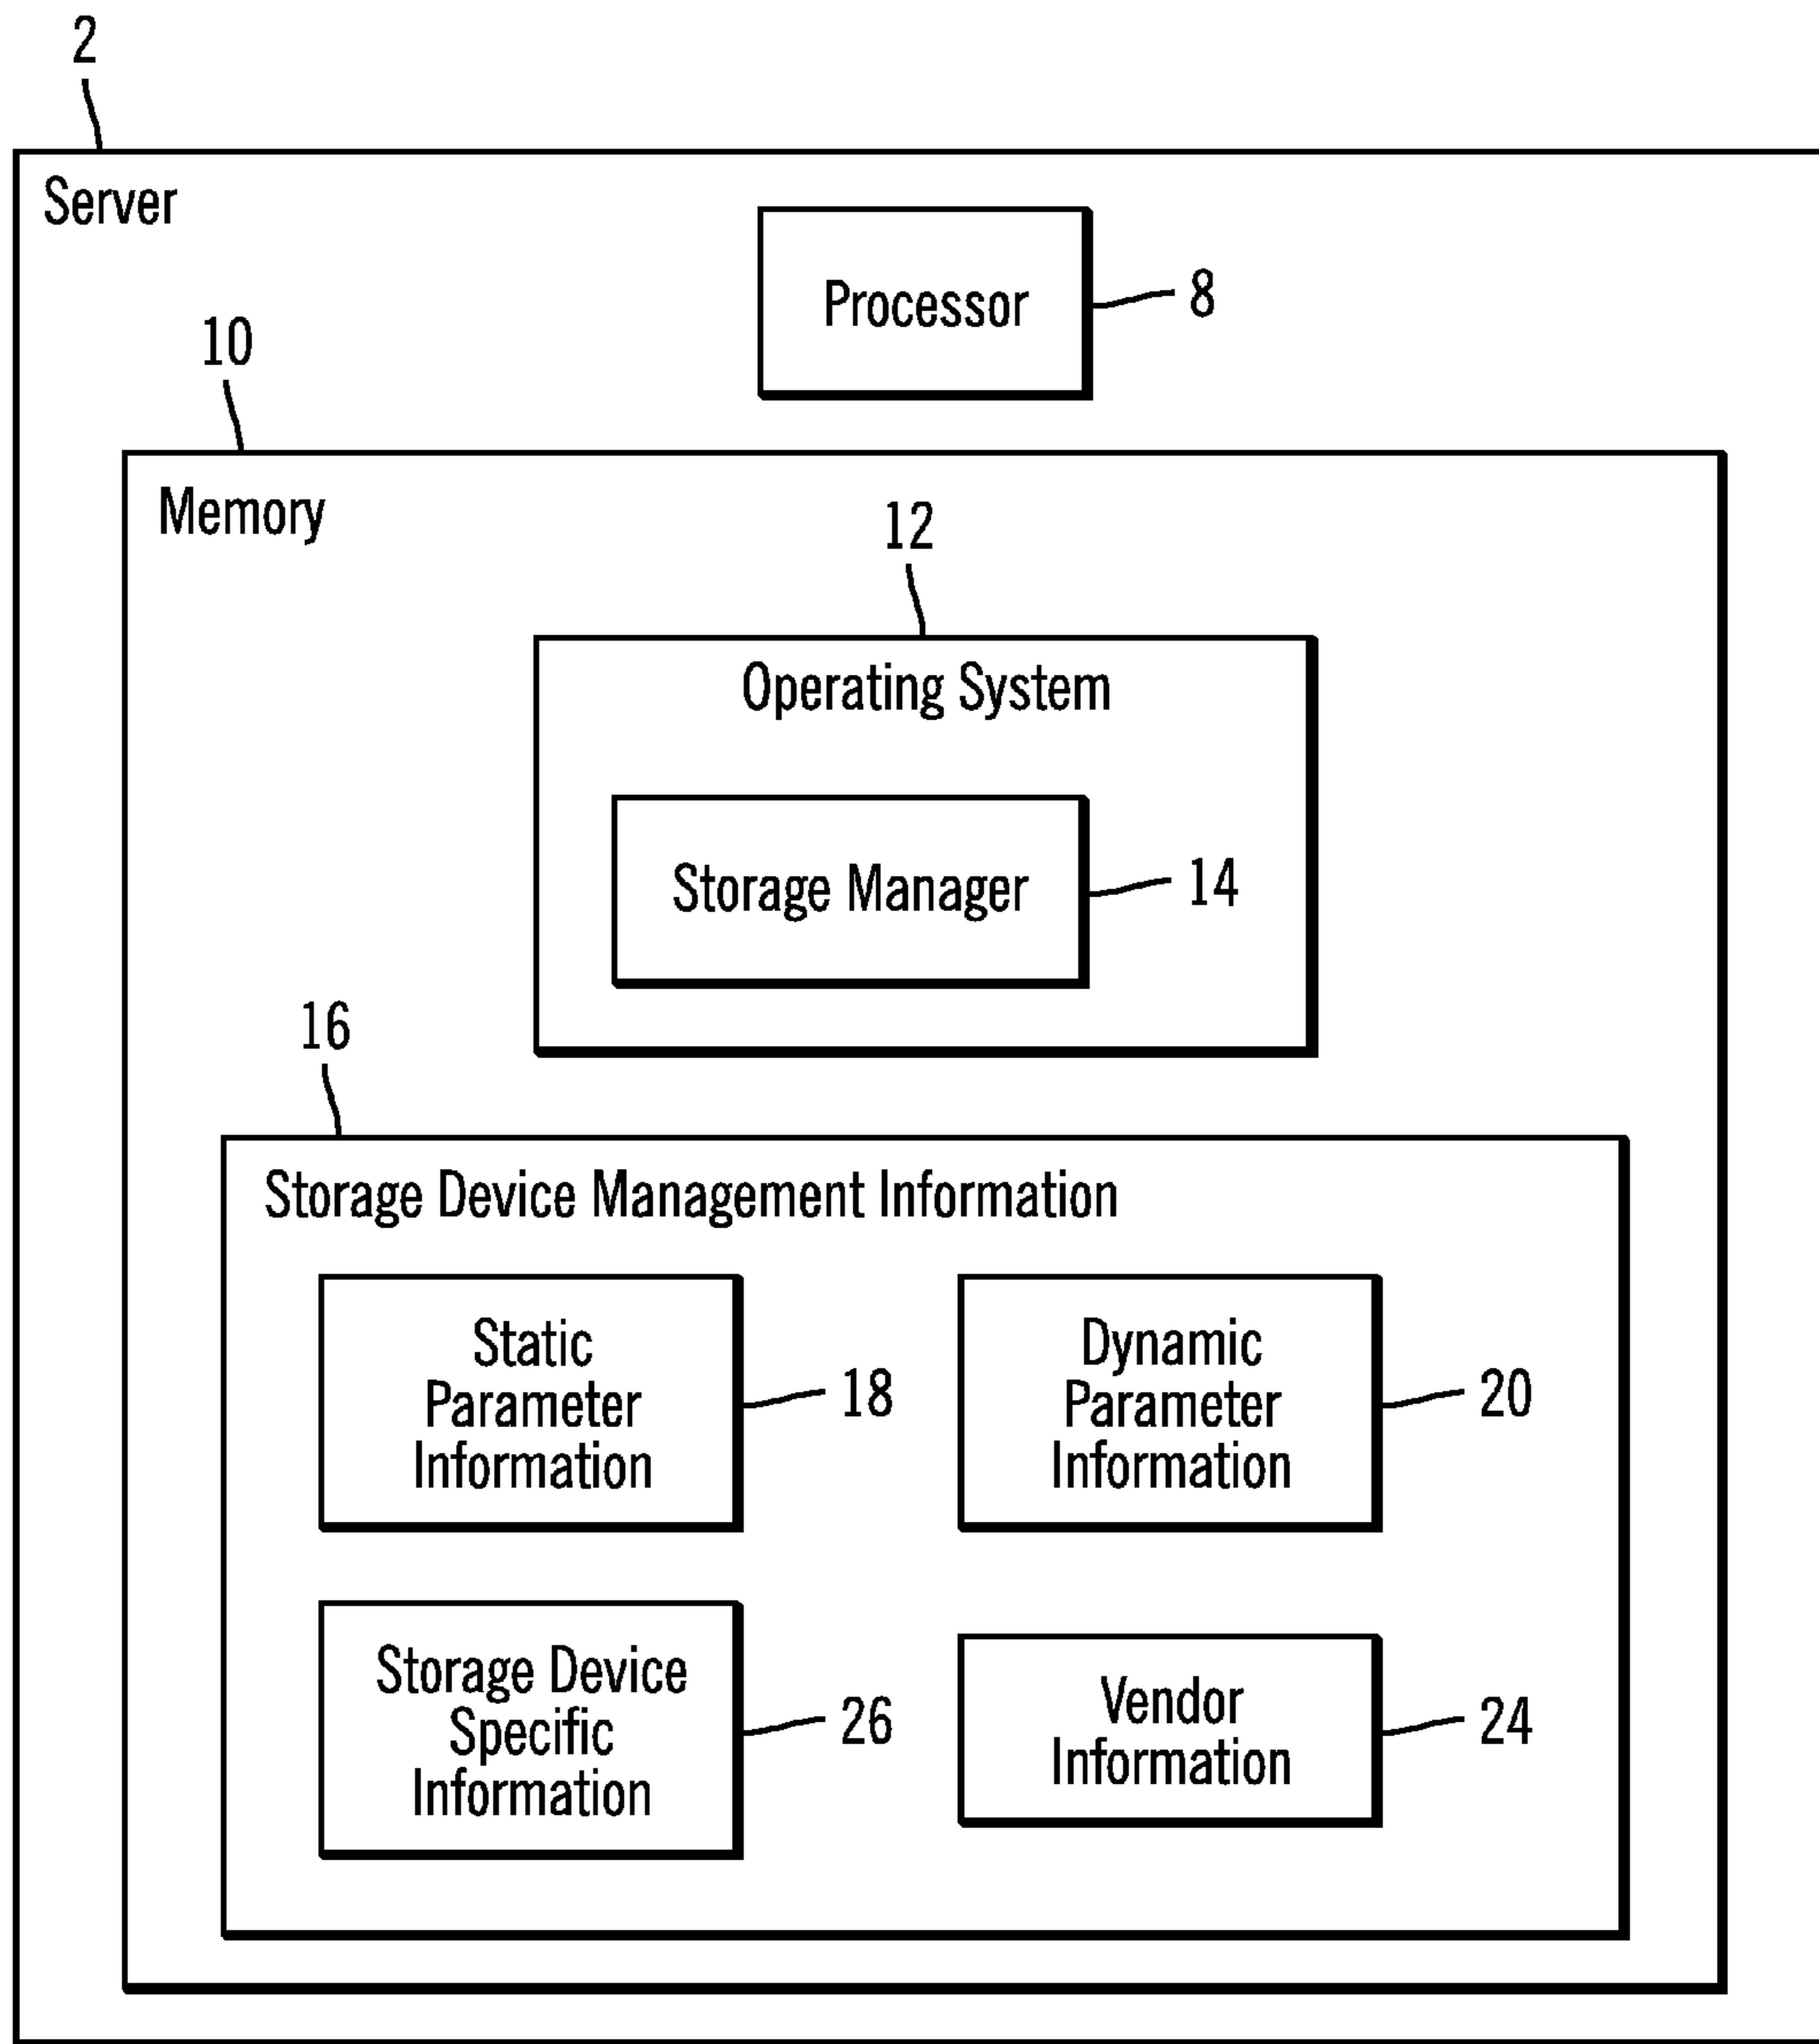 2
Server
Processor
8
10
Memory
12
Operating System
Storage Manager
14
16
Storage Device Management Information
Static
Parameter
Information
18
Dynamic
Parameter
Information
20
Storage Device
Specific
Information
26
Vendor
Information
24